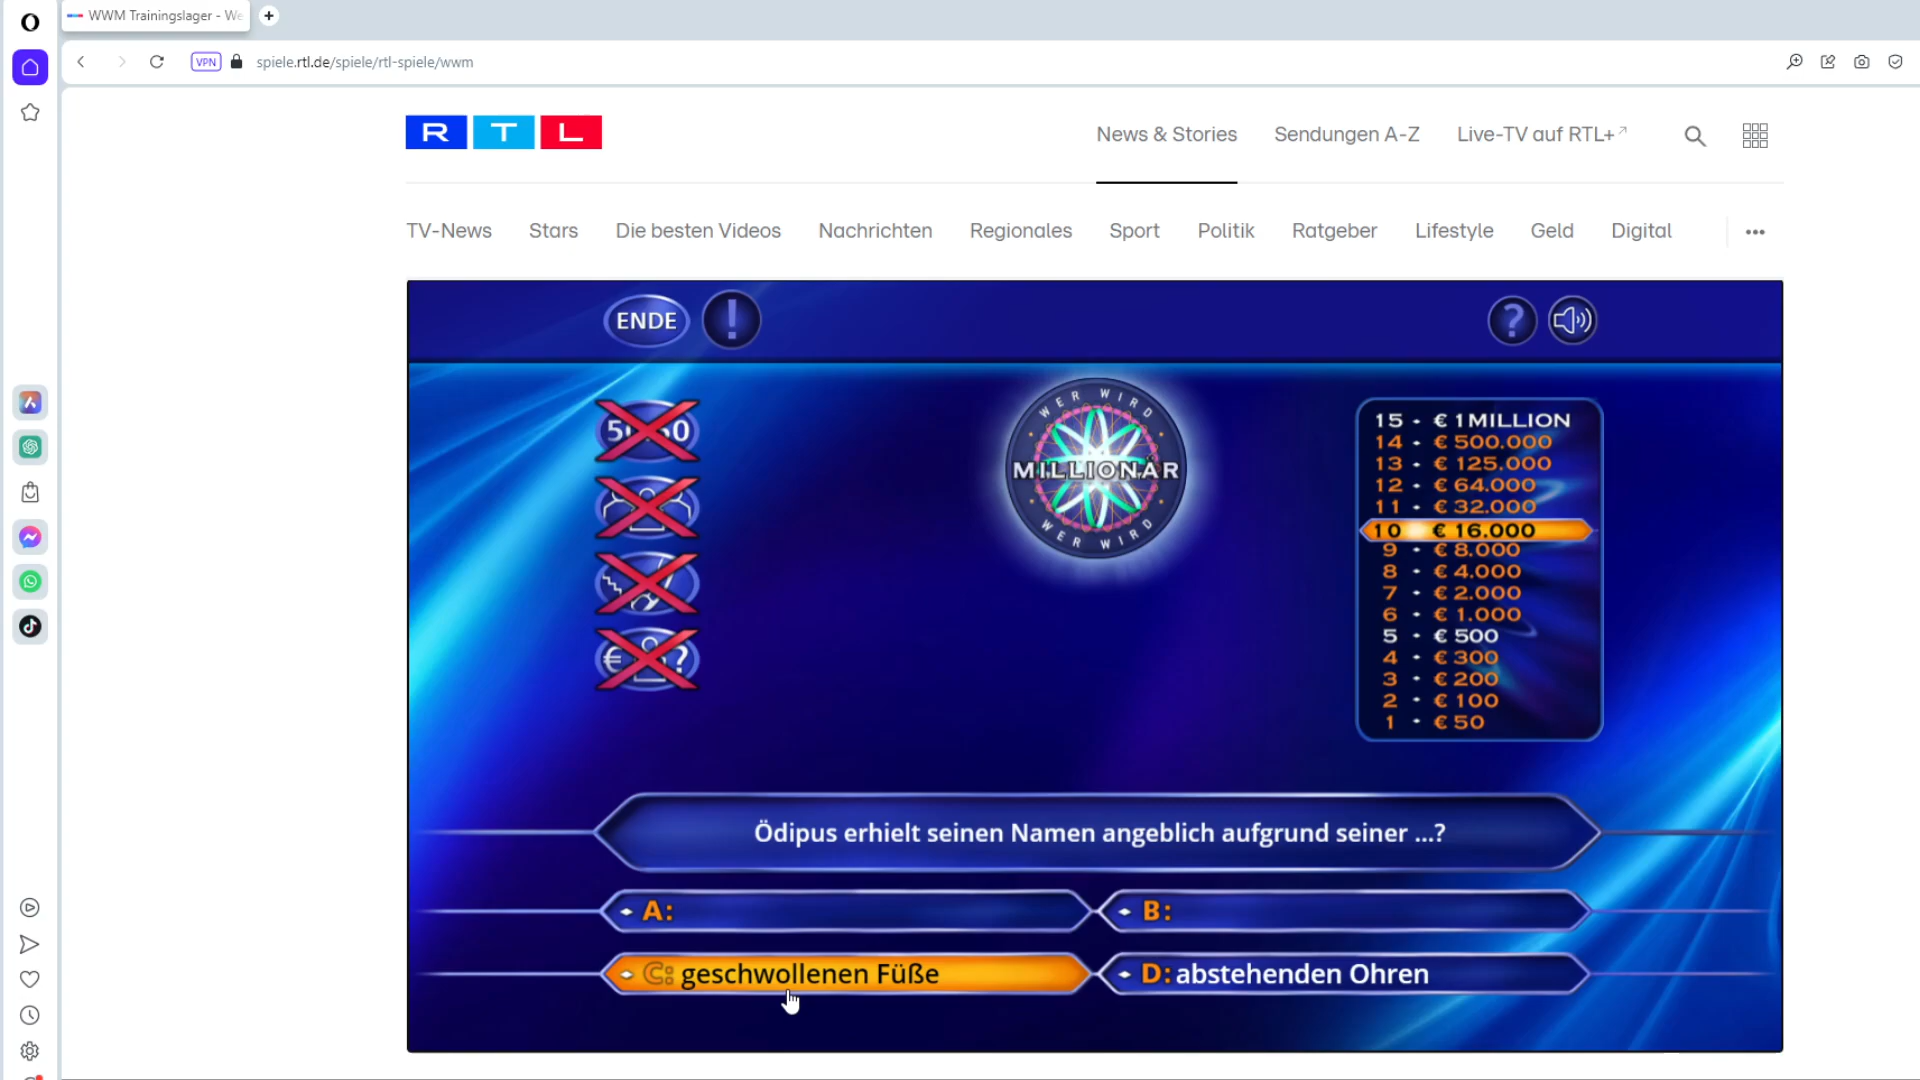 WWM Trainingslager - We
VPN
spiele.rtl.de/spiele/rtl-spiele/wwm
R T L
News & Stories
Sendungen A-Z
Live-TV auf RTL+
TV-News
Stars
Die besten Videos
Nachrichten
Regionales
Sport
Politik
Ratgeber
Lifestyle
Geld
Digital
ENDE
!
?
50:50
€ ?
WER WIRD
MILLIONÄR
WER WIRD
15 · € 1 MILLION
14 · € 500.000
13 · € 125.000
12 · € 64.000
11 · € 32.000
10 € 16.000
9 · € 8.000
8 · € 4.000
7 · € 2.000
6 · € 1.000
5 · € 500
4 · € 300
3 · € 200
2 · € 100
1 · € 50
Ödipus erhielt seinen Namen angeblich aufgrund seiner ...?
A:
B:
C: geschwollenen Füße
D: abstehenden Ohren